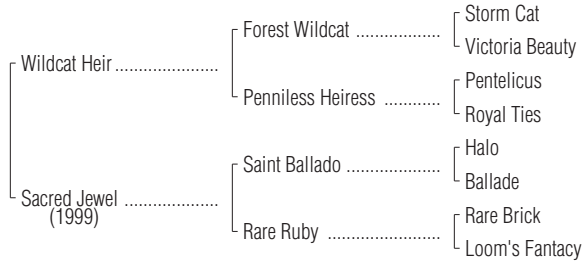 Storm Cat
Forest Wildcat ....................
Victoria Beauty
Wildcat Heir .....................
Pentelicus
Penniless Heiress .............
Royal Ties
Halo
Saint Ballado ....................
Ballade
Sacred Jewel ....................
(1999)
Rare Brick
Rare Ruby ........................
Loom's Fantacy